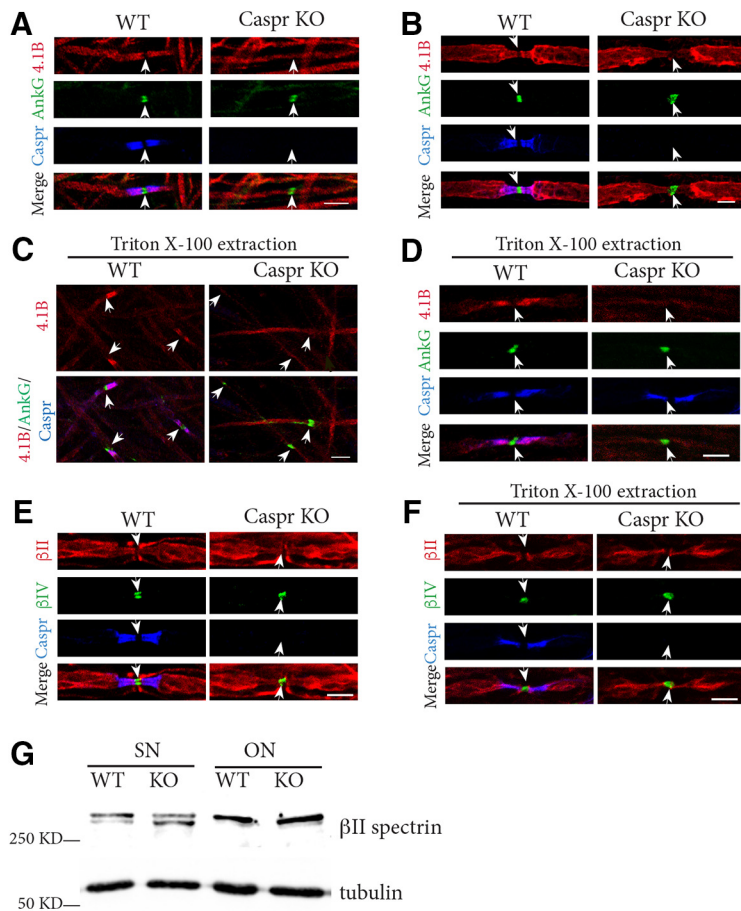 A
WT
Caspr KO
4.1B
AnkG
Caspr
Merge
B
WT
Caspr KO
4.1B
AnkG
Caspr
Merge
C
Triton X-100 extraction
WT
Caspr KO
4.1B
4.1B/AnkG/
Caspr
D
Triton X-100 extraction
WT
Caspr KO
4.1B
AnkG
Caspr
Merge
E
WT
Caspr KO
βII
βIV
Caspr
Merge
F
Triton X-100 extraction
WT
Caspr KO
βII
βIV
Caspr
Merge
G
SN
ON
WT
KO
WT
KO
250 KD
βII spectrin
50 KD
tubulin